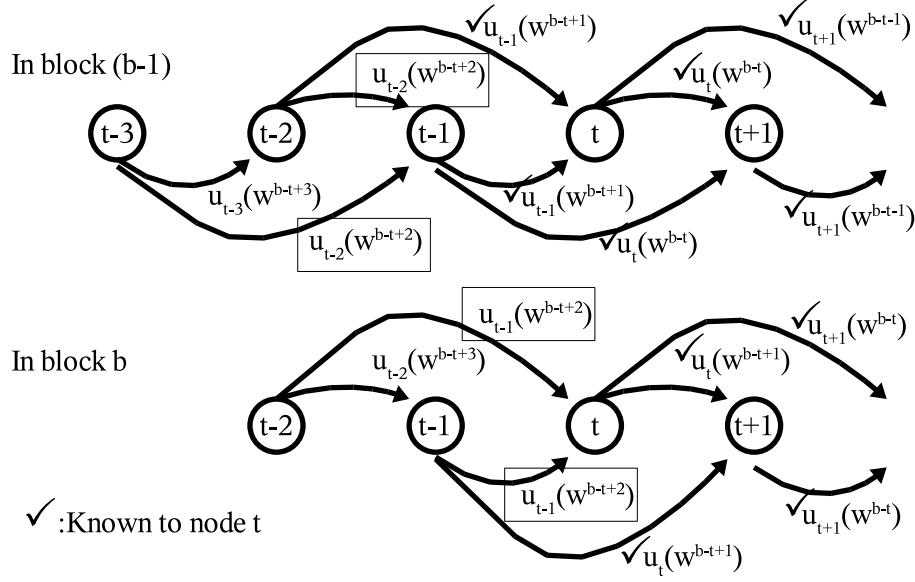 ✓u_{t-1}(w^{b-t+1})
✓u_{t+1}(w^{b-t-1})
In block (b-1)
u_{t-2}(w^{b-t+2})
✓u_t(w^{b-t})
t-3
t-2
t-1
t
t+1
u_{t-3}(w^{b-t+3})
✓u_{t-1}(w^{b-t+1})
✓u_{t+1}(w^{b-t-1})
u_{t-2}(w^{b-t+2})
✓u_t(w^{b-t})
u_{t-1}(w^{b-t+2})
✓u_{t+1}(w^{b-t})
In block b
u_{t-2}(w^{b-t+3})
✓u_t(w^{b-t+1})
t-2
t-1
t
t+1
u_{t-1}(w^{b-t+2})
✓u_{t+1}(w^{b-t})
✓ :Known to node t
✓u_t(w^{b-t+1})